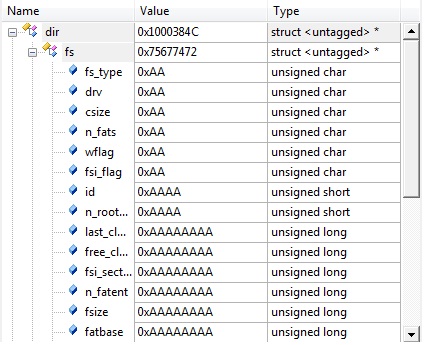 Name Value Type
dir 0x1000384C struct <untagged> *
fs 0x75677472 struct <untagged> *
fs_type 0xAA unsigned char
drv 0xAA unsigned char
csize 0xAA unsigned char
n_fats 0xAA unsigned char
wflag 0xAA unsigned char
fsi_flag 0xAA unsigned char
id 0xAAAA unsigned short
n_root... 0xAAAA unsigned short
last_cl... 0xAAAAAAAA unsigned long
free_cl... 0xAAAAAAAA unsigned long
fsi_sect... 0xAAAAAAAA unsigned long
n_fatent 0xAAAAAAAA unsigned long
fsize 0xAAAAAAAA unsigned long
fatbase 0xAAAAAAAA unsigned long